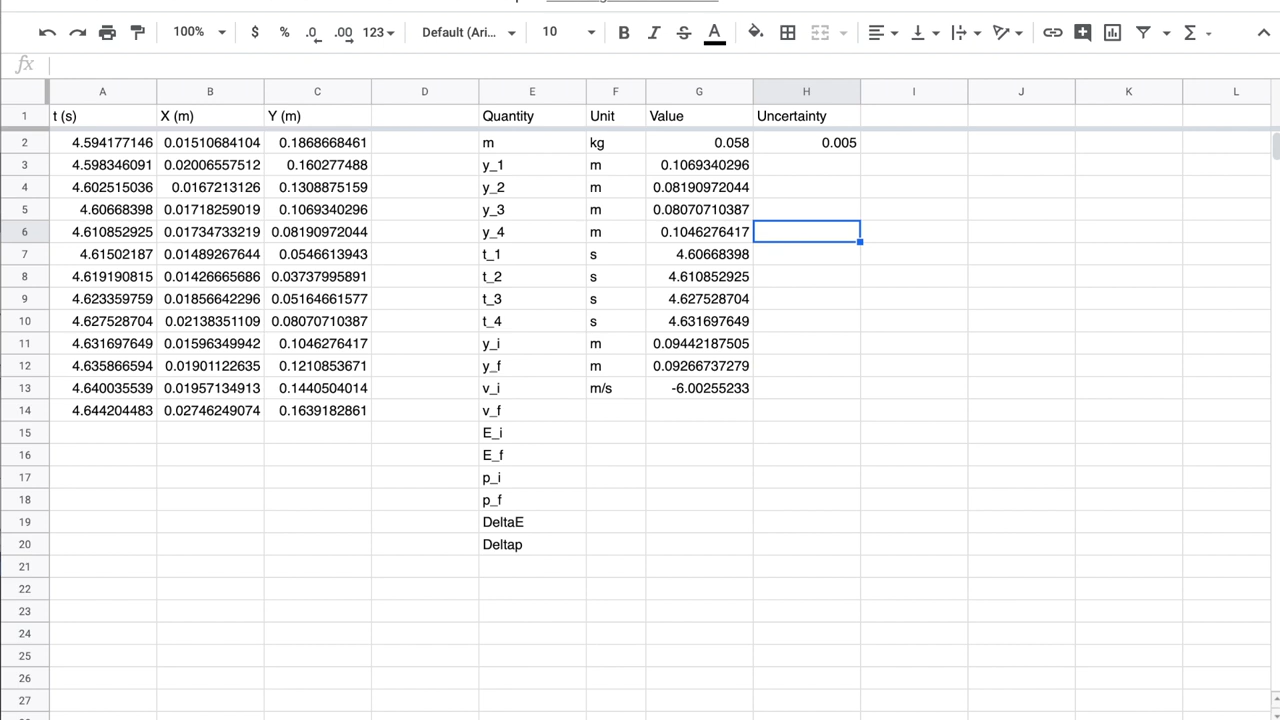 100% $ % .0 .00 123 Default (Ari... 10 B I S A Σ
fx
A B C D E F G H I J K L
1 t (s) X (m) Y (m) Quantity Unit Value Uncertainty
2 4.594177146 0.01510684104 0.1868668461 m kg 0.058 0.005
3 4.598346091 0.02006557512 0.160277488 y_1 m 0.1069340296
4 4.602515036 0.0167213126 0.1308875159 y_2 m 0.08190972044
5 4.60668398 0.01718259019 0.1069340296 y_3 m 0.08070710387
6 4.610852925 0.01734733219 0.08190972044 y_4 m 0.1046276417
7 4.61502187 0.01489267644 0.0546613943 t_1 s 4.60668398
8 4.619190815 0.01426665686 0.03737995891 t_2 s 4.610852925
9 4.623359759 0.01856642296 0.05164661577 t_3 s 4.627528704
10 4.627528704 0.02138351109 0.08070710387 t_4 s 4.631697649
11 4.631697649 0.01596349942 0.1046276417 y_i m 0.09442187505
12 4.635866594 0.01901122635 0.1210853671 y_f m 0.09266737279
13 4.640035539 0.01957134913 0.1440504014 v_i m/s -6.00255233
14 4.644204483 0.02746249074 0.1639182861 v_f
15 E_i
16 E_f
17 p_i
18 p_f
19 DeltaE
20 Deltap
21
22
23
24
25
26
27